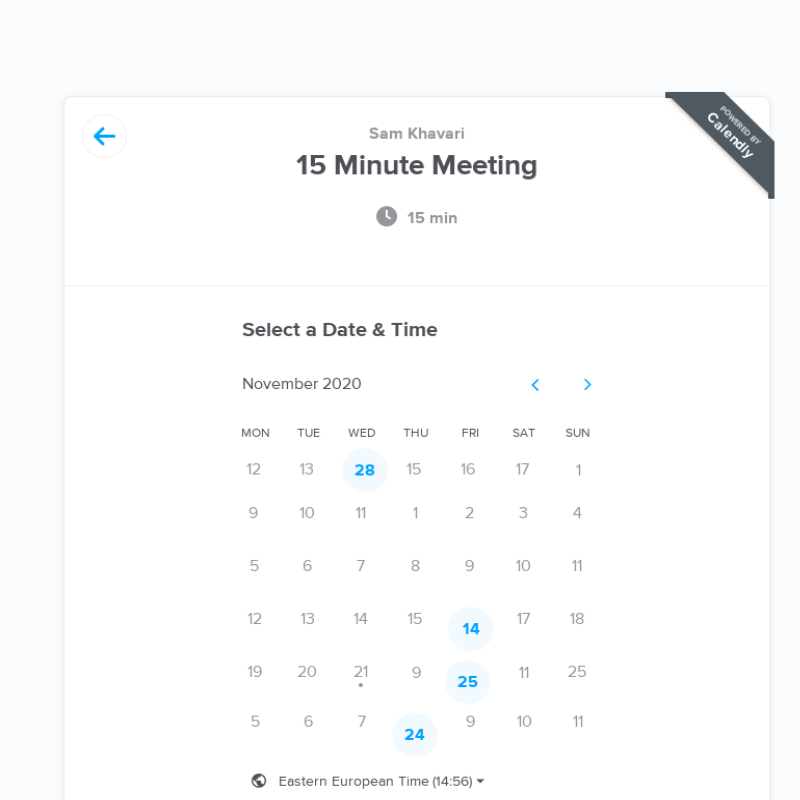 POWERED BY
Calendly
Sam Khavari
15 Minute Meeting
15 min
Select a Date & Time
November 2020
MON TUE WED THU FRI SAT SUN
12 13 28 15 16 17 1
9 10 11 1 2 3 4
5 6 7 8 9 10 11
12 13 14 15 14 17 18
19 20 21 9 25 11 25
5 6 7 24 9 10 11
Eastern European Time (14:56)